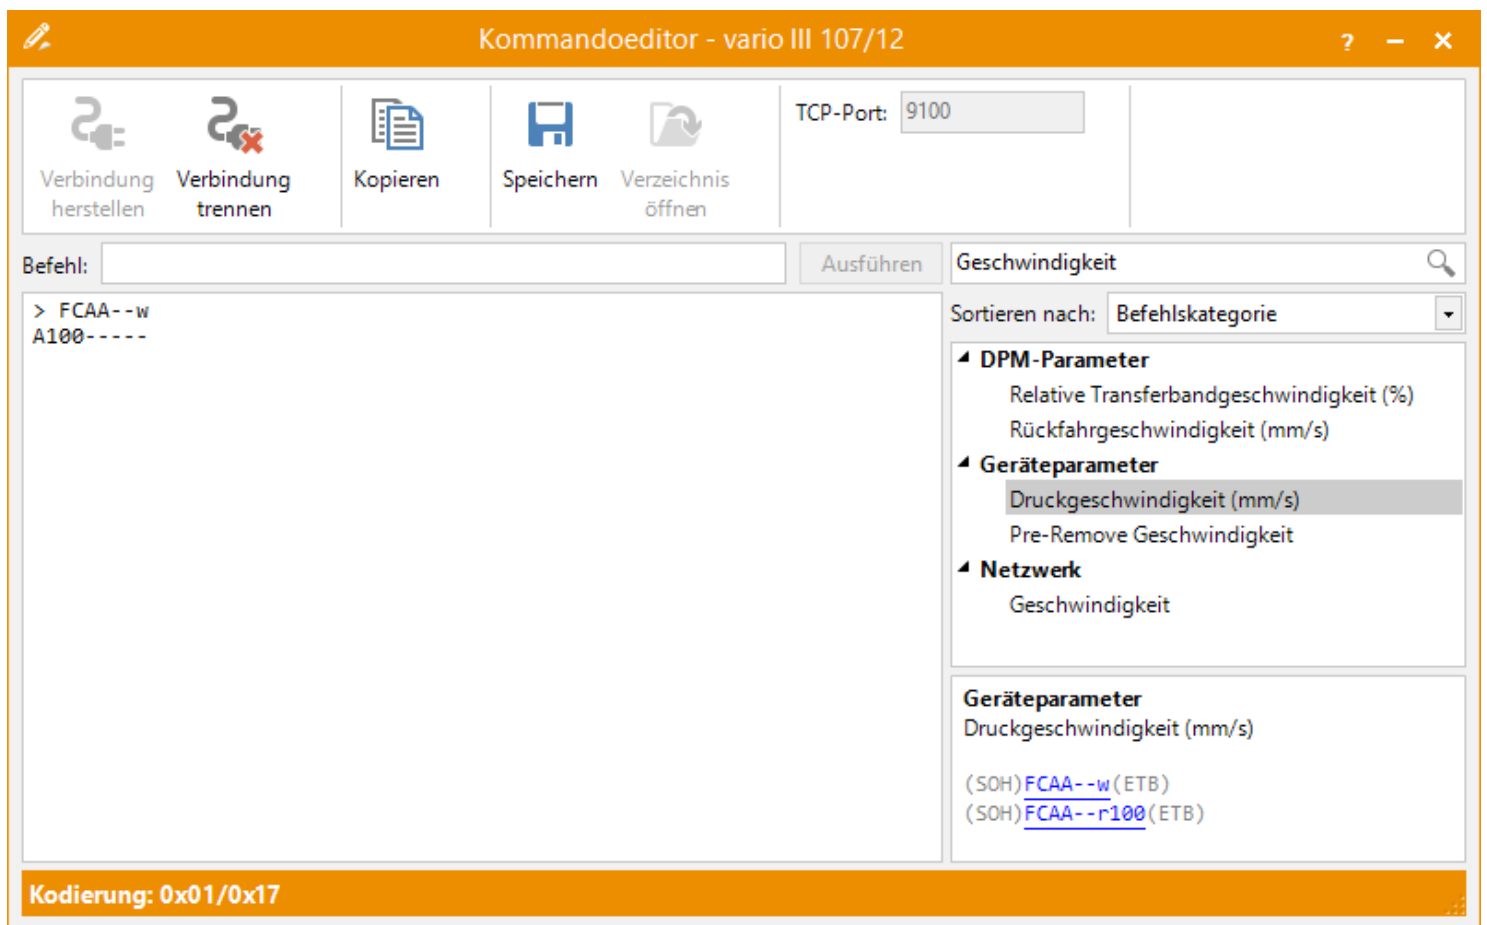 Kommandoeditor - vario III 107/12
?
Verbindung herstellen
Verbindung trennen
Kopieren
Speichern
Verzeichnis öffnen
TCP-Port: 9100
Befehl:
Ausführen
Geschwindigkeit
> FCAA--w
A100-----
Sortieren nach: Befehlskategorie
DPM-Parameter
Relative Transferbandgeschwindigkeit (%)
Rückfahrgeschwindigkeit (mm/s)
Geräteparameter
Druckgeschwindigkeit (mm/s)
Pre-Remove Geschwindigkeit
Netzwerk
Geschwindigkeit
Geräteparameter
Druckgeschwindigkeit (mm/s)
(SOH)FCAA--w(ETB)
(SOH)FCAA--r100(ETB)
Kodierung: 0x01/0x17